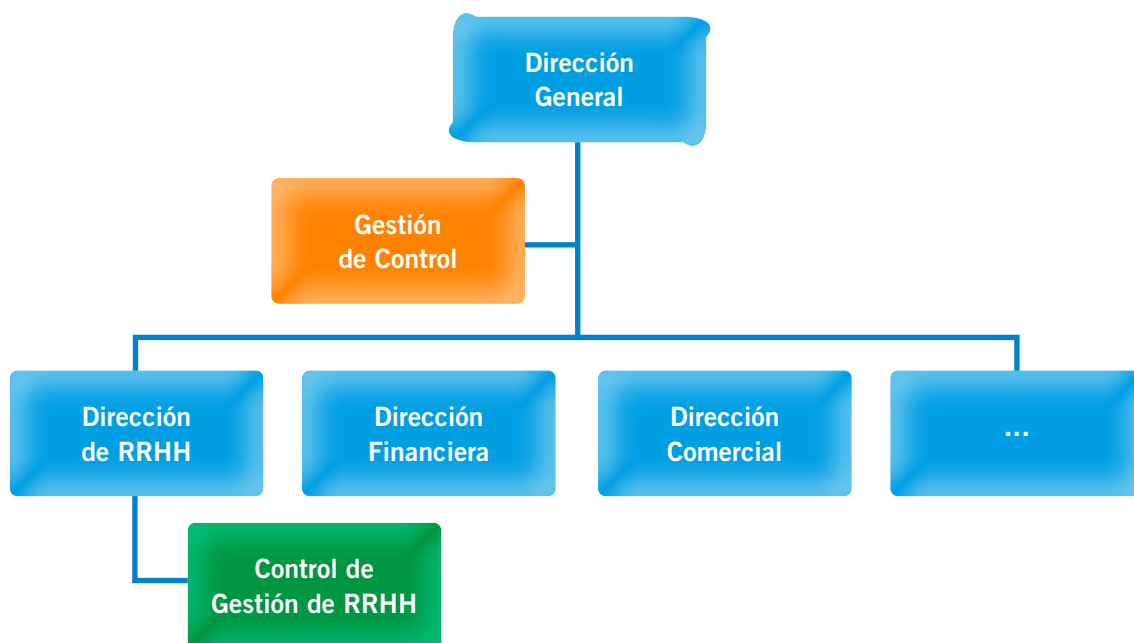 Dirección
General
Gestión
de Control
Dirección
de RRHH
Dirección
Financiera
Dirección
Comercial
...
Control de
Gestión de RRHH